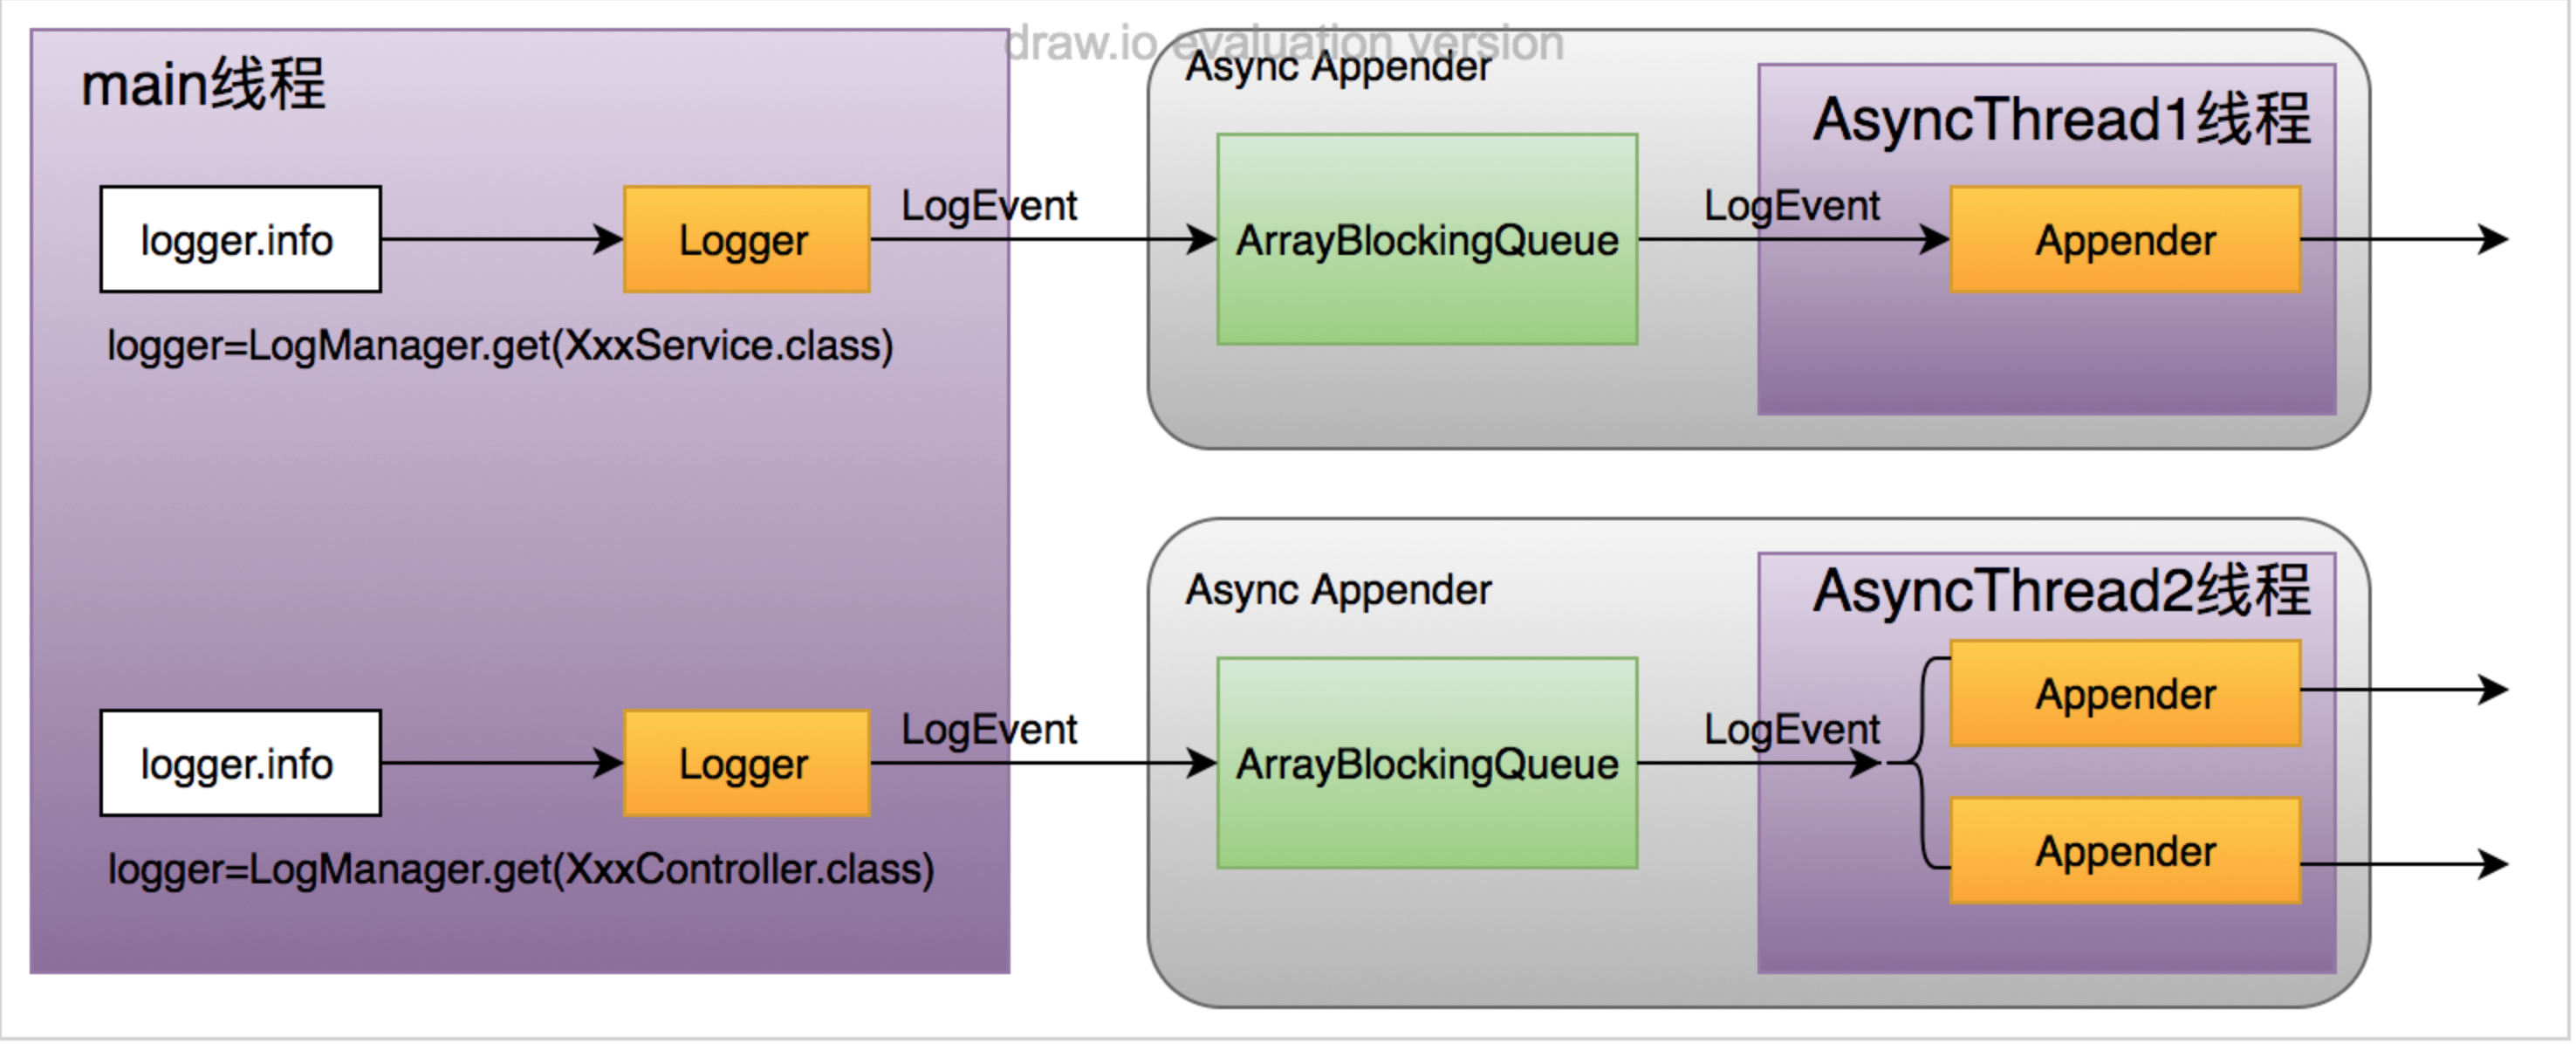 draw.io evaluation version
main线程
logger.info
Logger
LogEvent
logger=LogManager.get(XxxService.class)
Async Appender
ArrayBlockingQueue
LogEvent
AsyncThread1线程
Appender
logger.info
Logger
LogEvent
logger=LogManager.get(XxxController.class)
Async Appender
ArrayBlockingQueue
LogEvent
AsyncThread2线程
Appender
Appender